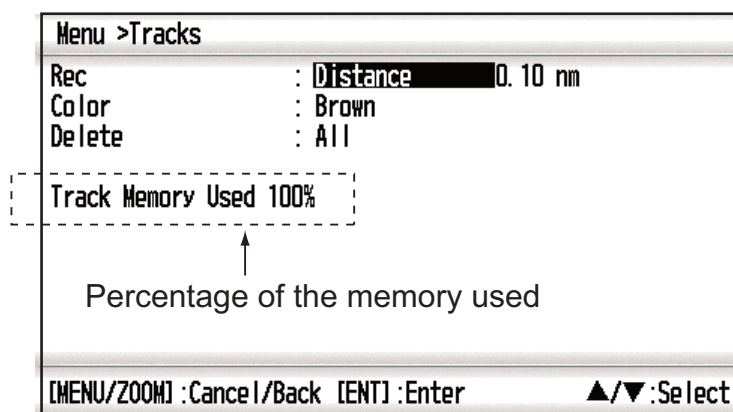 Menu >Tracks
Rec : Distance 0.10 nm
Color : Brown
Delete : All
Track Memory Used 100%
Percentage of the memory used
[MENU/ZOOM]:Cancel/Back [ENT]:Enter ▲/▼:Select